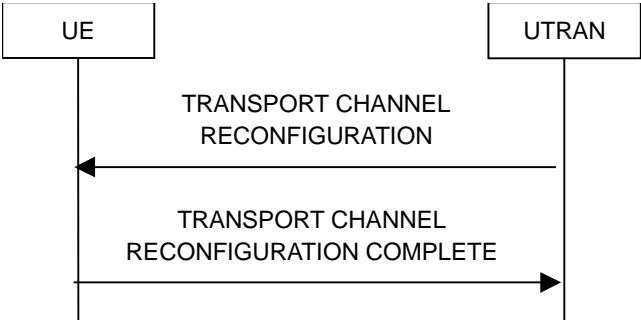 UE
UTRAN
TRANSPORT CHANNEL
RECONFIGURATION
TRANSPORT CHANNEL
RECONFIGURATION COMPLETE